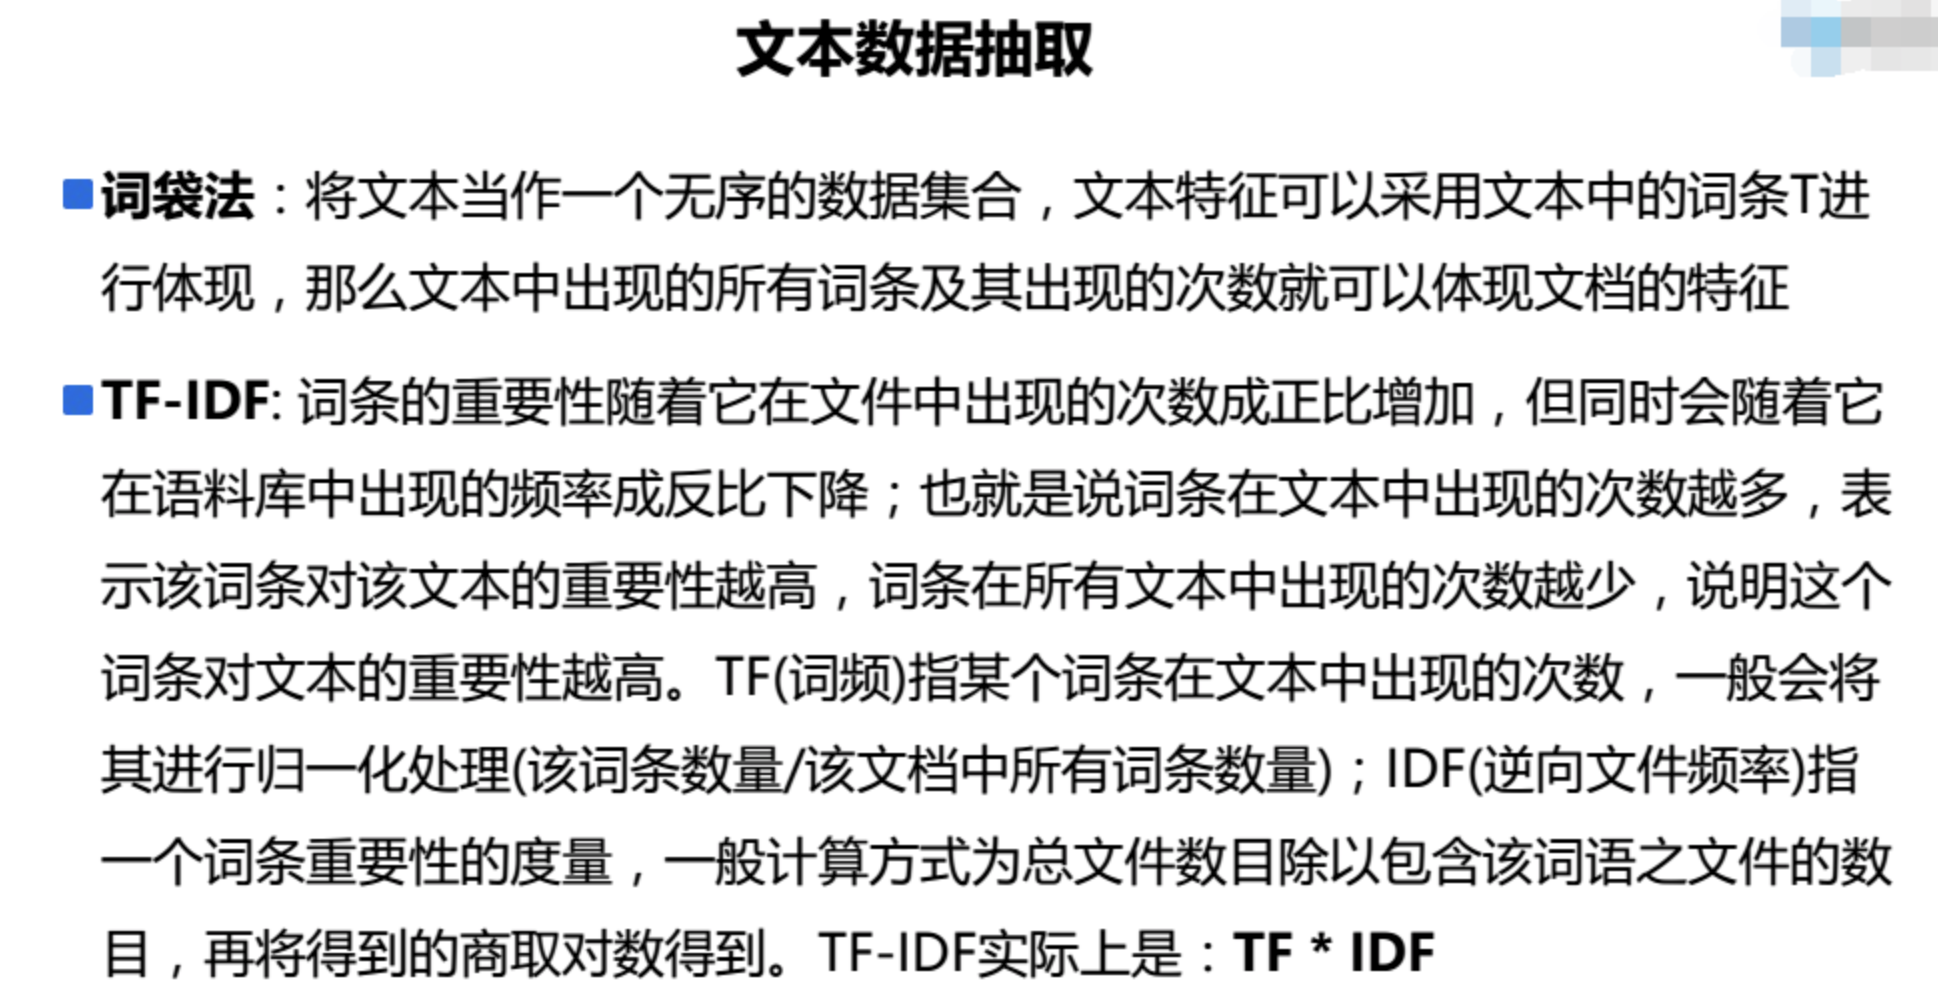 文本数据抽取
词袋法：将文本当作一个无序的数据集合，文本特征可以采用文本中的词条T进
行体现，那么文本中出现的所有词条及其出现的次数就可以体现文档的特征
TF-IDF: 词条的重要性随着它在文件中出现的次数成正比增加，但同时会随着它
在语料库中出现的频率成反比下降；也就是说词条在文本中出现的次数越多，表
示该词条对该文本的重要性越高，词条在所有文本中出现的次数越少，说明这个
词条对文本的重要性越高。TF(词频)指某个词条在文本中出现的次数，一般会将
其进行归一化处理(该词条数量/该文档中所有词条数量)；IDF(逆向文件频率)指
一个词条重要性的度量，一般计算方式为总文件数目除以包含该词语之文件的数
目，再将得到的商取对数得到。TF-IDF实际上是：TF * IDF